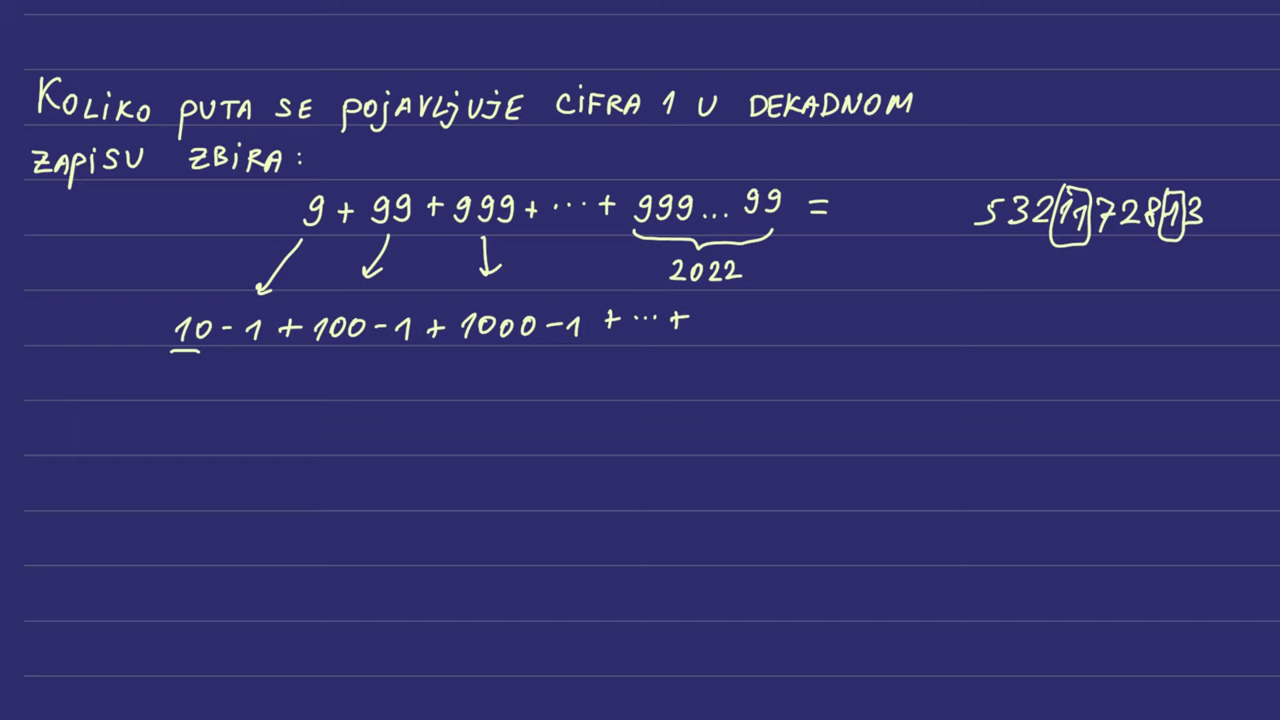 KOLIKO PUTA SE POJAVLJUJE CIFRA 1 U DEKADNOM
ZAPISU ZBIRA:
9 + 99 + 999 + ... + 999...99 =
5321172813
2022
10 - 1 + 100 - 1 + 1000 - 1 + ... +